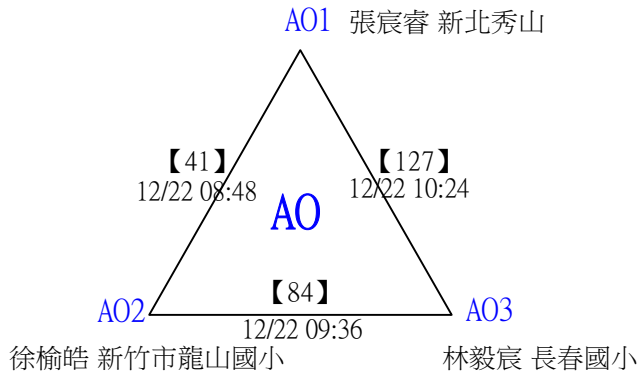 AO1 張宸睿 新北秀山
【41】
12/22 08:48
【127】
12/22 10:24
AO
【84】
12/22 09:36
AO2
徐榆皓 新竹市龍山國小
AO3
林毅宸 長春國小